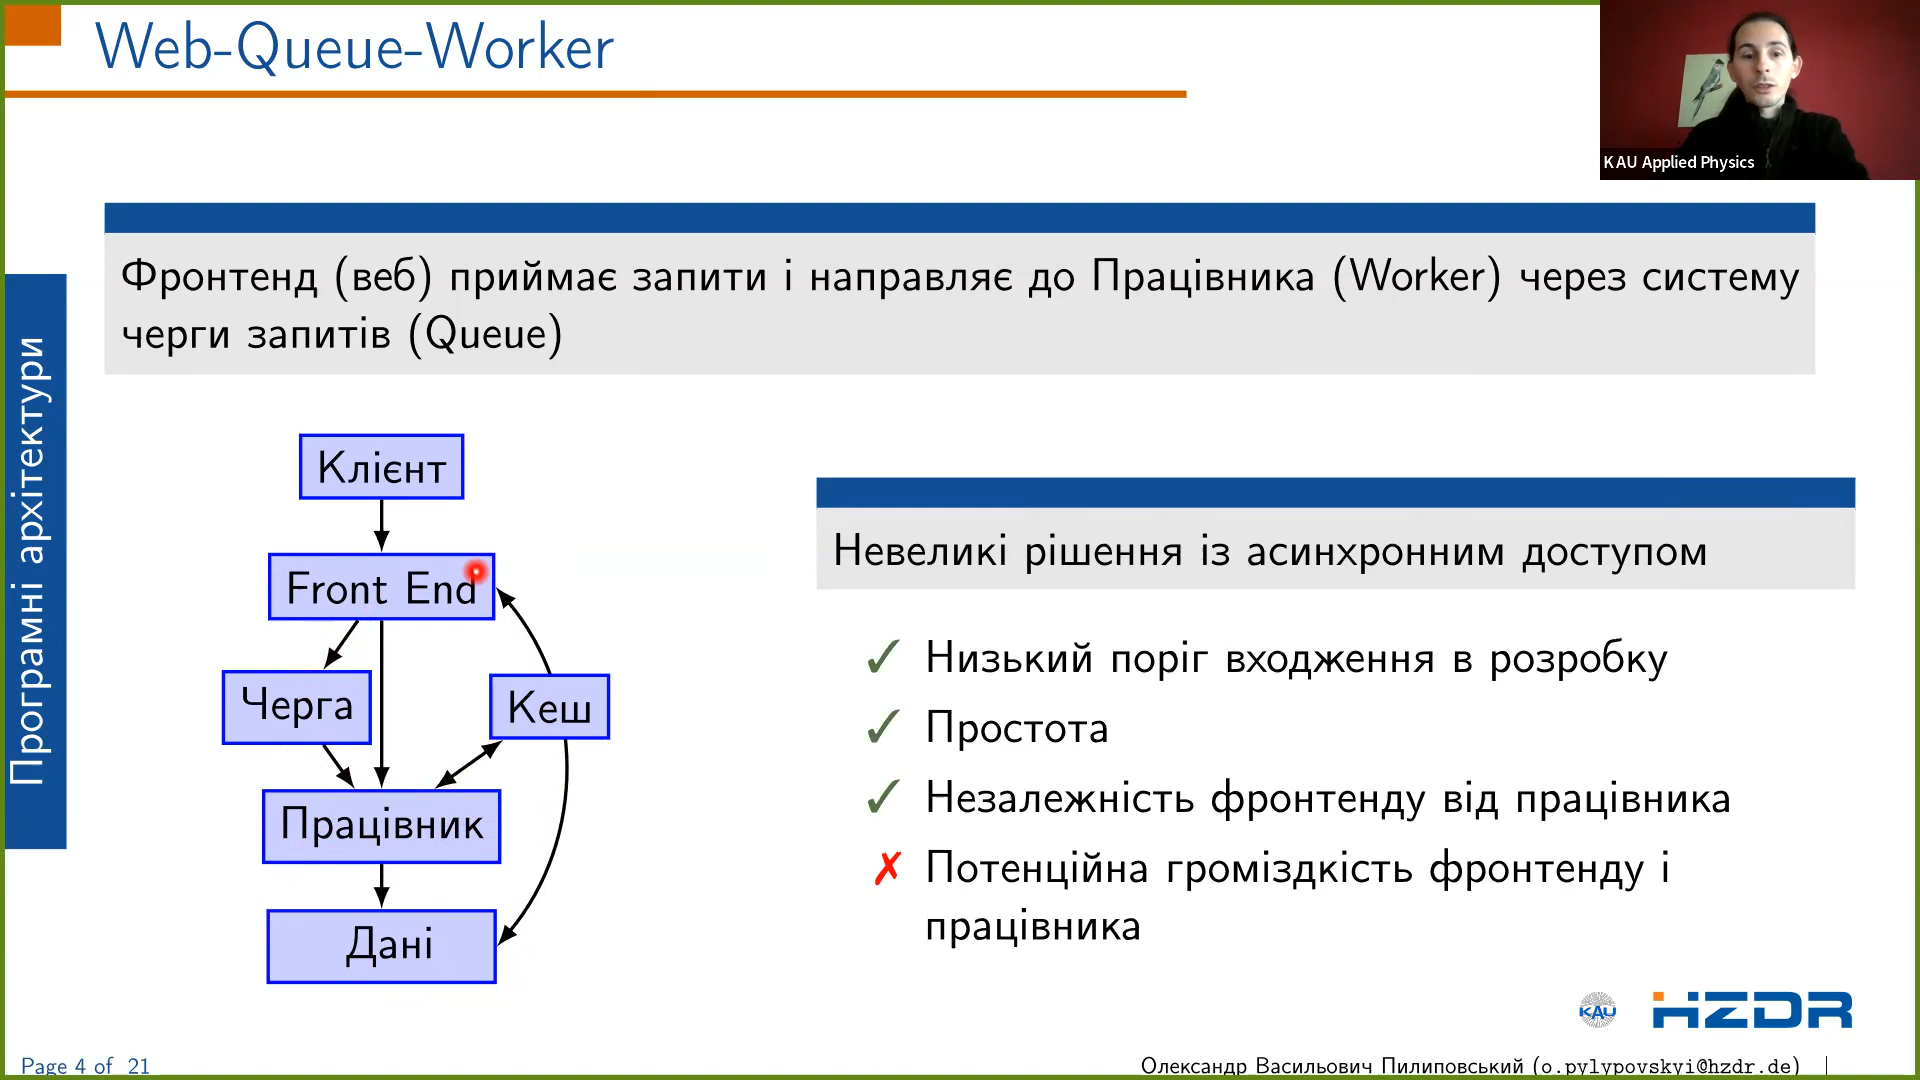 Web-Queue-Worker
KAU Applied Physics
Фронтенд (веб) приймає запити і направляє до Працівника (Worker) через систему
черги запитів (Queue)
Програмні архітектури
Клієнт
Front End
Черга
Кеш
Працівник
Дані
Невеликі рішення із асинхронним доступом
✓ Низький поріг входження в розробку
✓ Простота
✓ Незалежність фронтенду від працівника
✗ Потенційна громіздкість фронтенду і
працівника
KAU
HZDR
Page 4 of 21
Олександр Васильович Пилиповський (o.pylypovskyi@hzdr.de) |